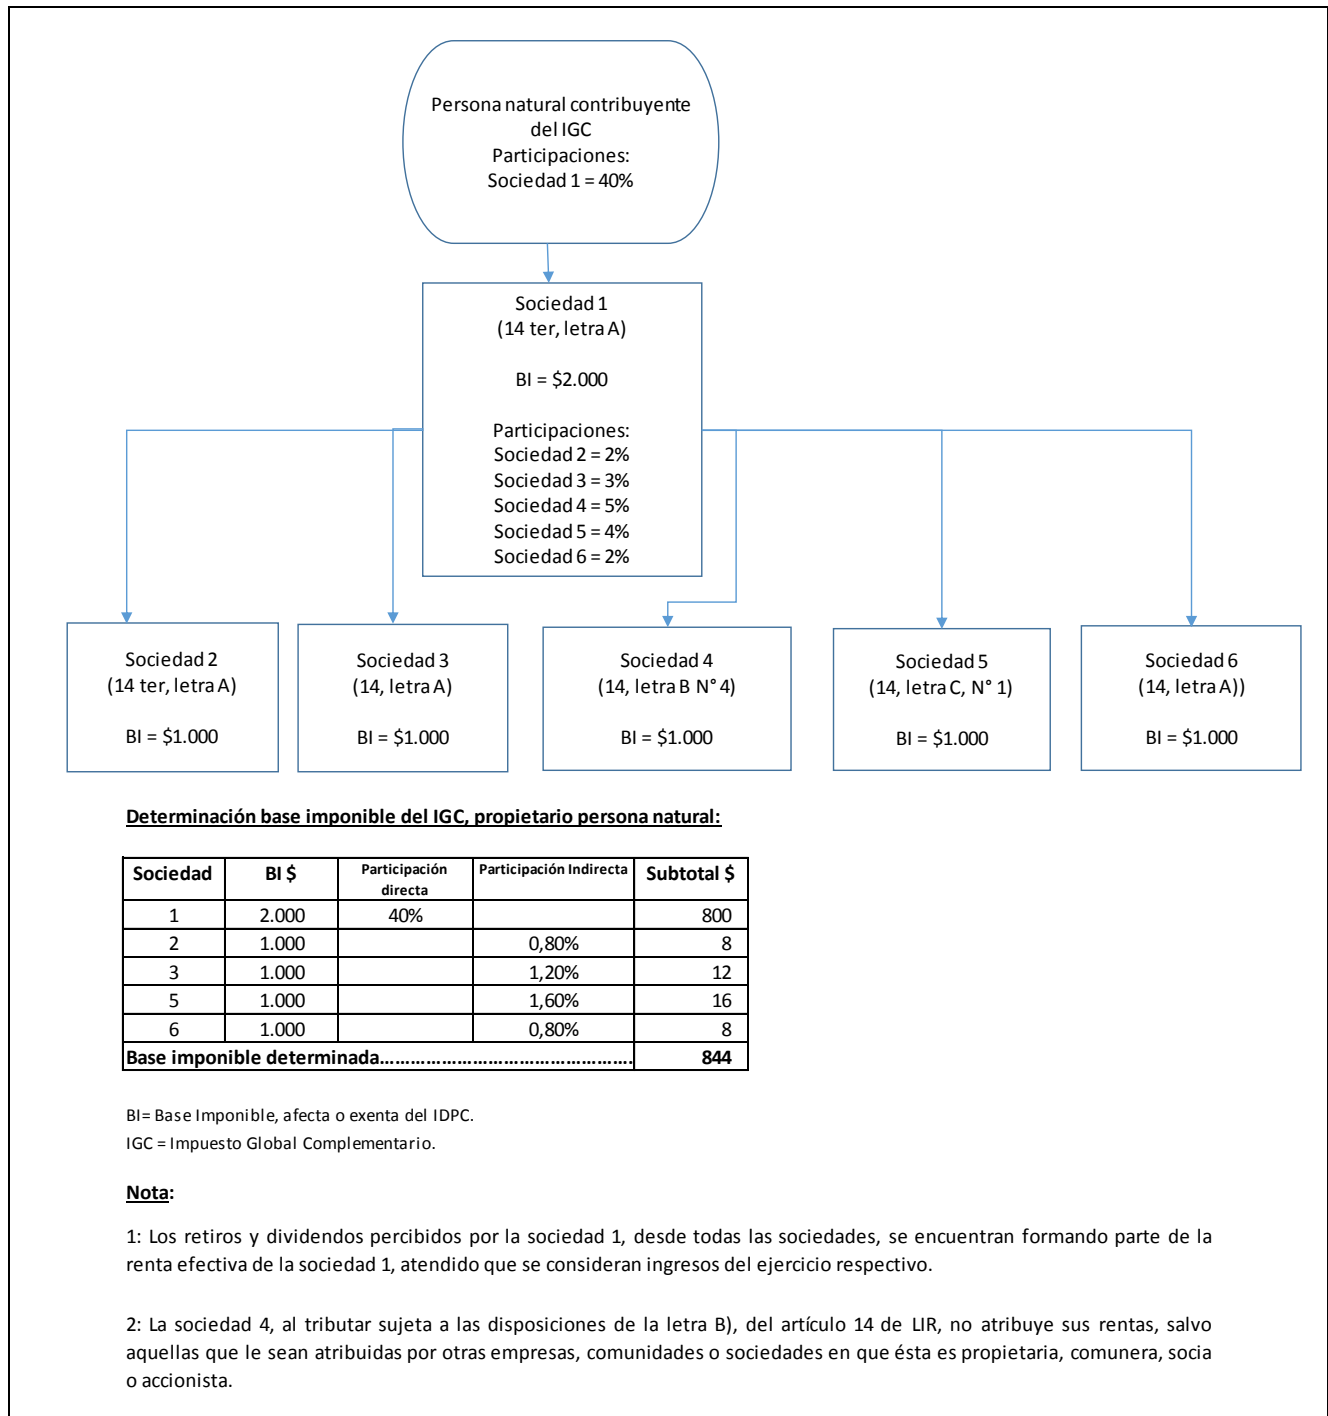 Persona natural contribuyente
del IGC
Participaciones:
Sociedad 1 = 40%
Sociedad 1
(14 ter, letra A)
BI = $2.000
Participaciones:
Sociedad 2 = 2%
Sociedad 3 = 3%
Sociedad 4 = 5%
Sociedad 5 = 4%
Sociedad 6 = 2%
Sociedad 2
(14 ter, letra A)
BI = $1.000
Sociedad 3
(14, letra A)
BI = $1.000
Sociedad 4
(14, letra B N° 4)
BI = $1.000
Sociedad 5
(14, letra C, N° 1)
BI = $1.000
Sociedad 6
(14, letra A))
BI = $1.000
Determinación base imponible del IGC, propietario persona natural:
Sociedad BI $ Participación directa Participación Indirecta Subtotal $
1 2.000 40% 800
2 1.000 0,80% 8
3 1.000 1,20% 12
5 1.000 1,60% 16
6 1.000 0,80% 8
Base imponible determinada................................................ 844
BI= Base Imponible, afecta o exenta del IDPC.
IGC = Impuesto Global Complementario.
Nota:
1: Los retiros y dividendos percibidos por la sociedad 1, desde todas las sociedades, se encuentran formando parte de la
renta efectiva de la sociedad 1, atendido que se consideran ingresos del ejercicio respectivo.
2: La sociedad 4, al tributar sujeta a las disposiciones de la letra B), del artículo 14 de LIR, no atribuye sus rentas, salvo
aquellas que le sean atribuidas por otras empresas, comunidades o sociedades en que ésta es propietaria, comunera, socia
o accionista.